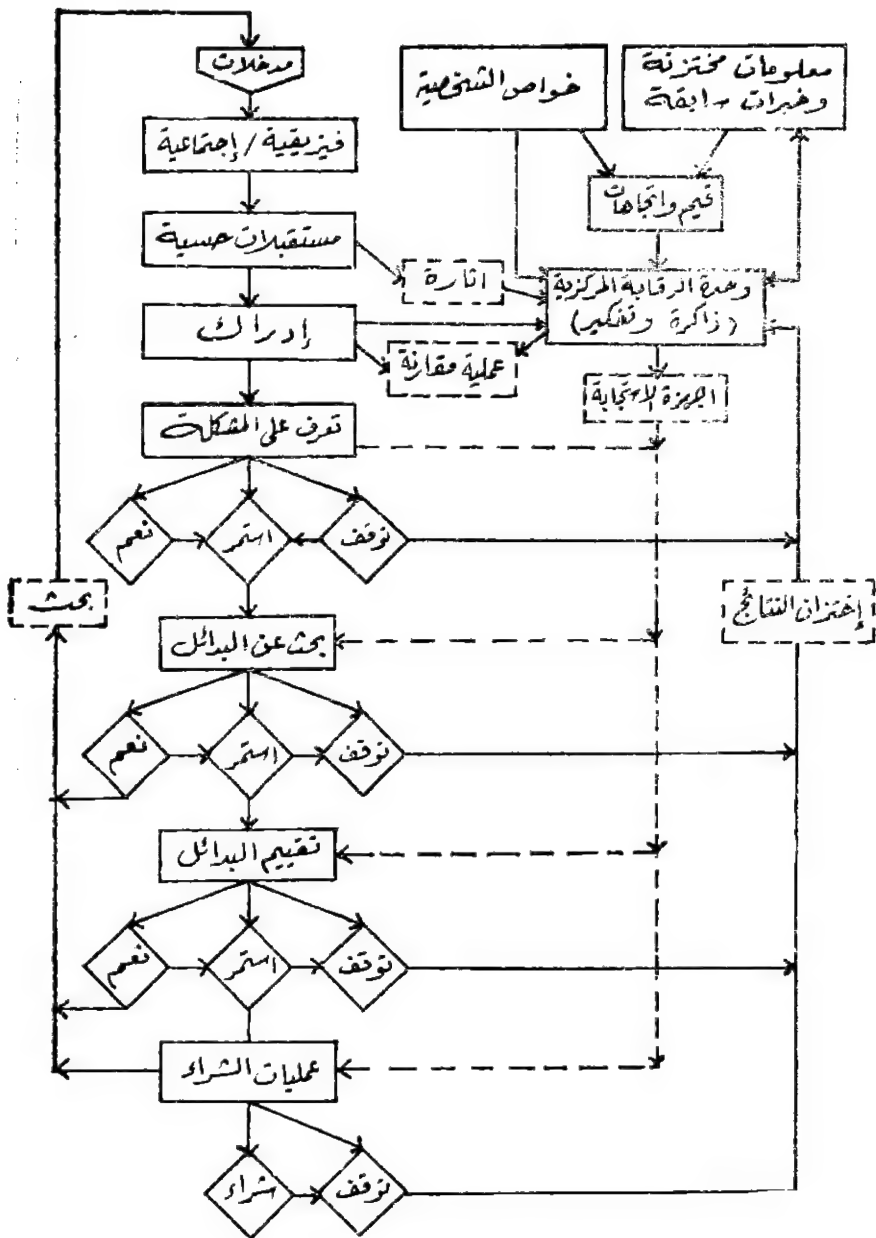 مدخلات
خواص الشخصية
معلومات مختزنة
وخبرات سابقة
فيزيقية / إجتماعية
قيم واتجاهات
مستقبلات حسية
اثارة
وحدة الرقابة المركزية
(ذاكرة وتفكير)
إدراك
عملية مقارنة
اجهزة الاستجابة
تعرف على المشكلة
نعم
استمر
توقف
بحث
إختزان النتائج
بحث عن البدائل
نعم
استمر
توقف
تقييم البدائل
نعم
استمر
توقف
عمليات الشراء
شراء
توقف